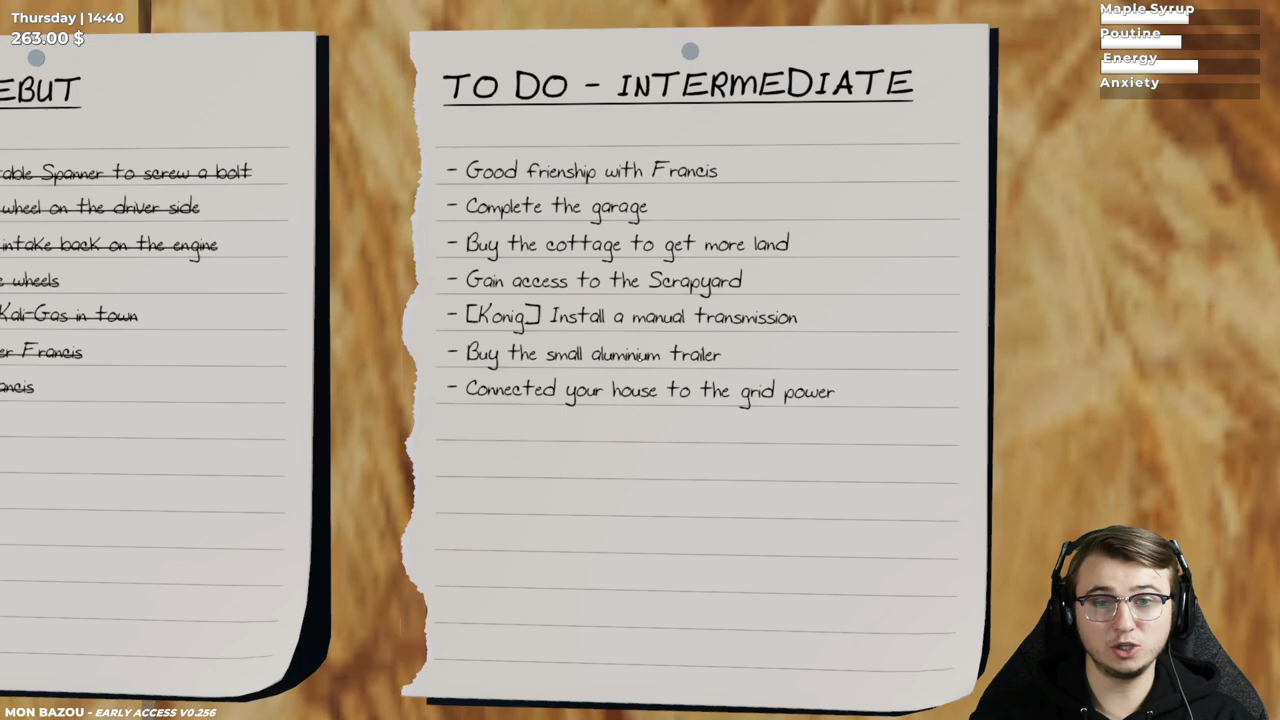 Thursday | 14:40
263.00 $
Maple Syrup
Poutine
Energy
Anxiety
EBUT
able Spanner to screw a bolt
wheel on the driver side
intake back on the engine
wheels
Kali-Gas in town
er Francis
ancis
TO DO - INTERMEDIATE
- Good frienship with Francis
- Complete the garage
- Buy the cottage to get more land
- Gain access to the Scrapyard
- [Konig] Install a manual transmission
- Buy the small aluminium trailer
- Connected your house to the grid power
MON BAZOU - EARLY ACCESS V0.256